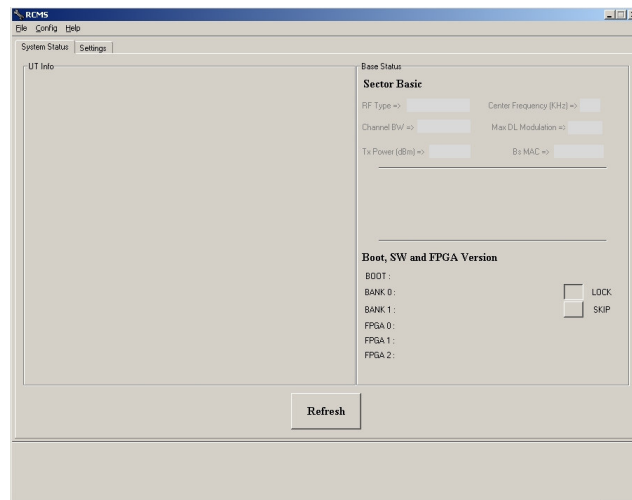 RCMS
File Config Help
System Status Settings
UT Info
Base Status
Sector Basic
RF Type => Center Frequency (KHz) =>
Channel BW => Max DL Modulation =>
Tx Power (dBm) => Bs MAC =>
Boot, SW and FPGA Version
BOOT :
BANK 0 : LOCK
BANK 1 : SKIP
FPGA 0 :
FPGA 1 :
FPGA 2 :
Refresh